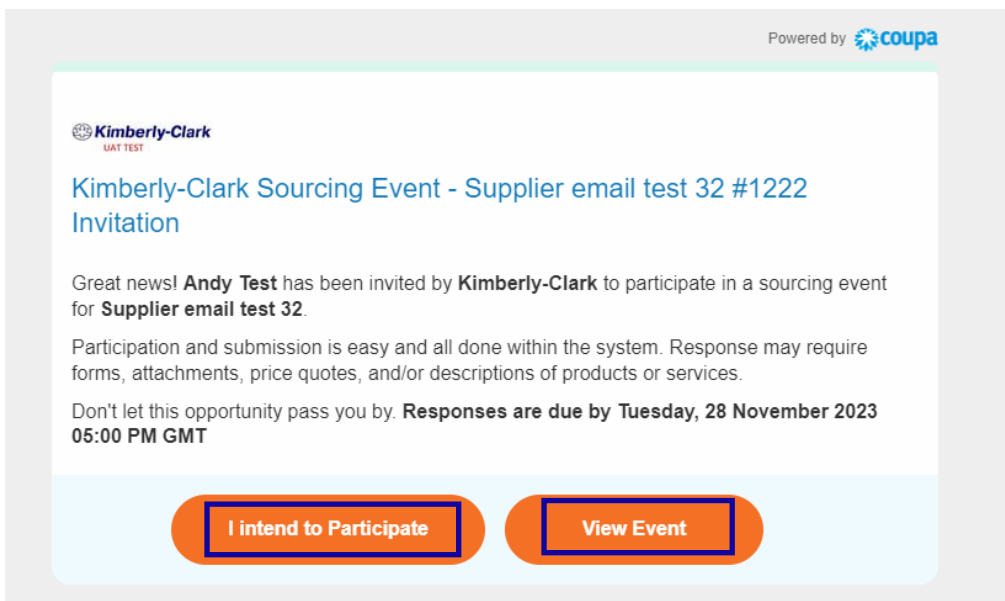 Powered by coupa
Kimberly-Clark
UAT TEST
Kimberly-Clark Sourcing Event - Supplier email test 32 #1222
Invitation
Great news! Andy Test has been invited by Kimberly-Clark to participate in a sourcing event
for Supplier email test 32.
Participation and submission is easy and all done within the system. Response may require
forms, attachments, price quotes, and/or descriptions of products or services.
Don't let this opportunity pass you by. Responses are due by Tuesday, 28 November 2023
05:00 PM GMT
I intend to Participate
View Event